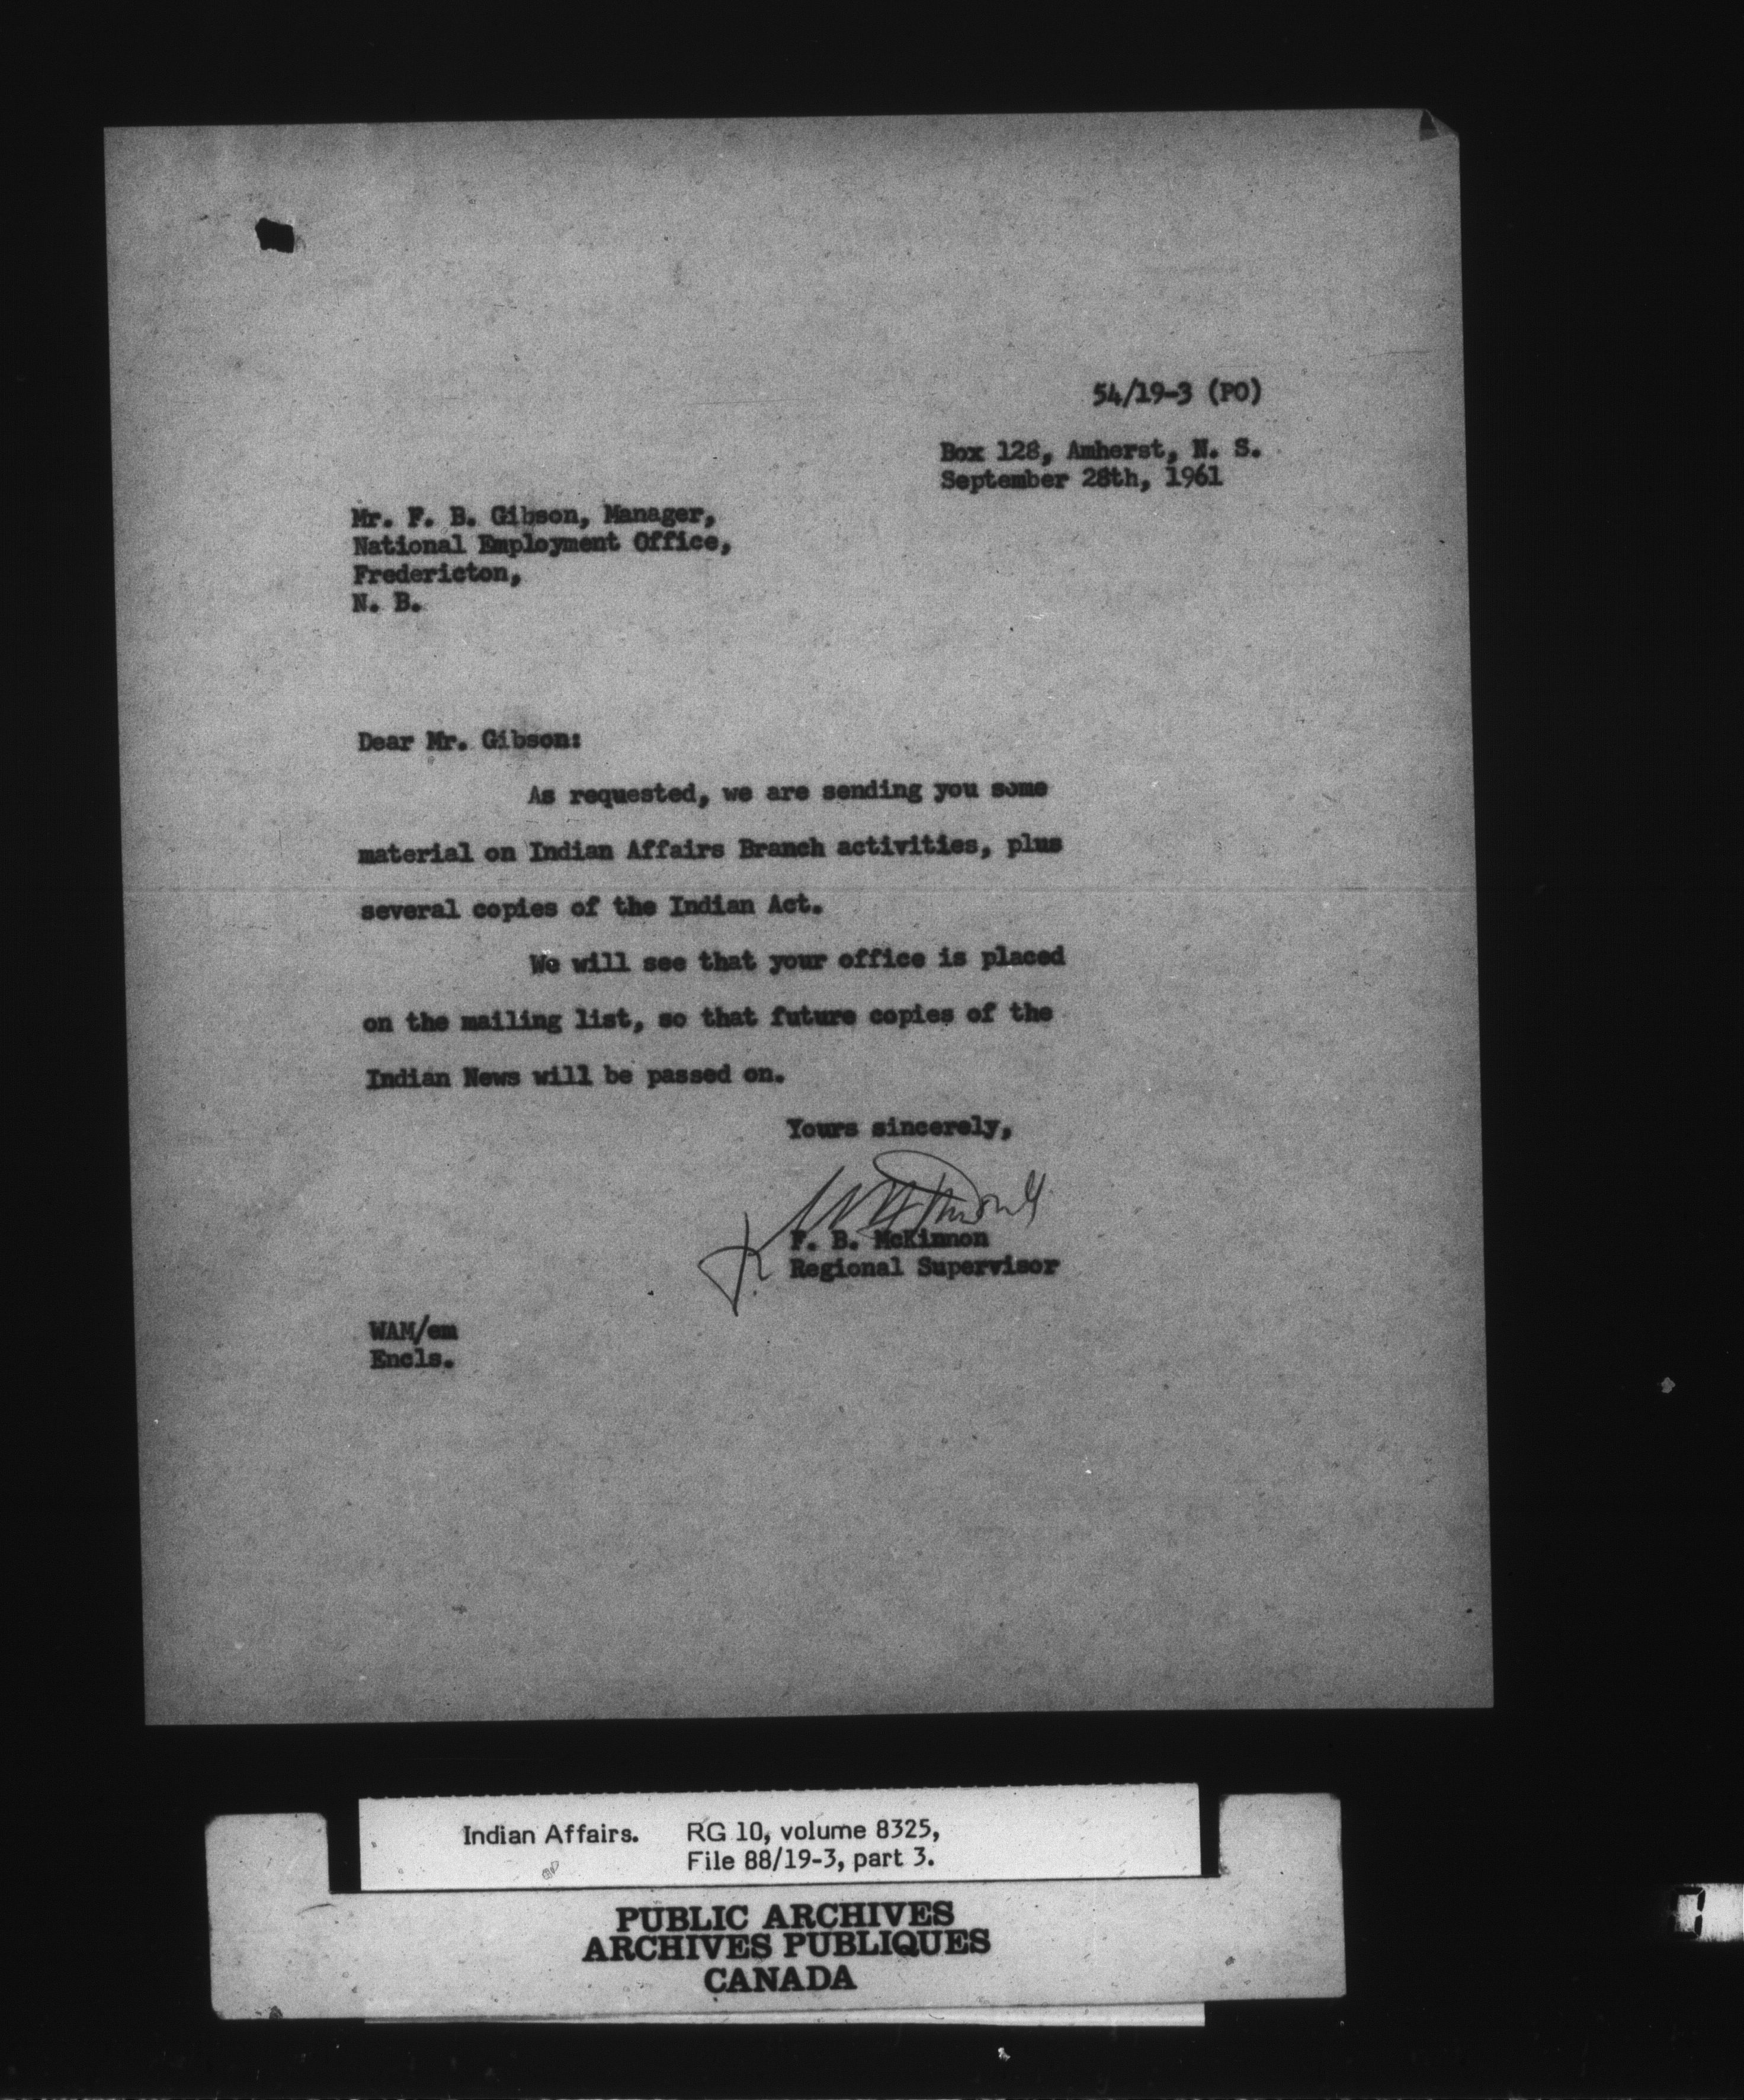 54/19-3 (PO)
Box 128, Amherst, N. S.
September 28th, 1961
Mr. F. B. Gibson, Manager,
National Employment Office,
Fredericton,
N. B.
Dear Mr. Gibson:
As requested, we are sending you some
material on Indian Affairs Branch activities, plus
several copies of the Indian Act.
We will see that your office is placed
on the mailing list, so that future copies of the
Indian News will be passed on.
Yours sincerely,
F. B. McKinnon
Regional Supervisor
WAM/em
Encls.
Indian Affairs. RG 10, volume 8325,
File 88/19-3, part 3.
PUBLIC ARCHIVES
ARCHIVES PUBLIQUES
CANADA